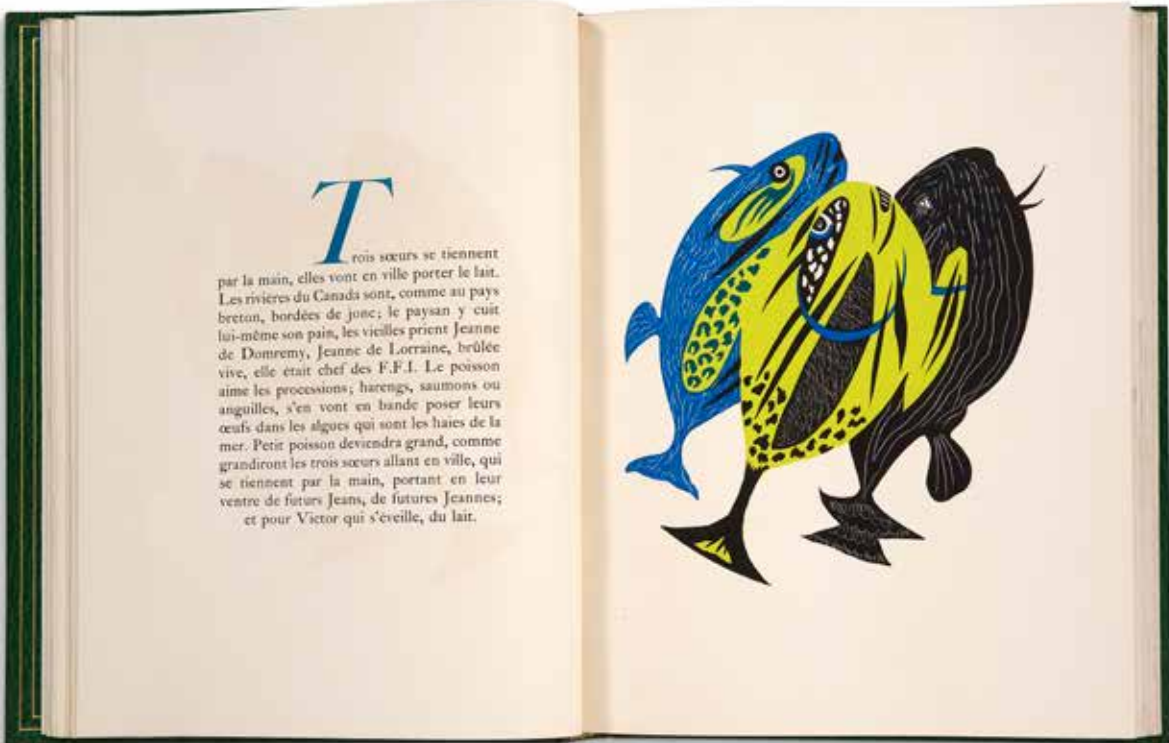 Trois sœurs se tiennent
par la main, elles vont en ville porter le lait.
Les rivières du Canada sont, comme au pays
breton, bordées de jonc; le paysan y cuit
lui-même son pain, les vieilles prient Jeanne
de Domremy, Jeanne de Lorraine, brûlée
vive, elle était chef des F.F.I. Le poisson
aime les processions; harengs, saumons ou
anguilles, s'en vont en bande poser leurs
œufs dans les algues qui sont les haies de la
mer. Petit poisson deviendra grand, comme
grandiront les trois sœurs allant en ville, qui
se tiennent par la main, portant en leur
ventre de futurs Jeans, de futures Jeannes;
et pour Victor qui s'éveille, du lait.